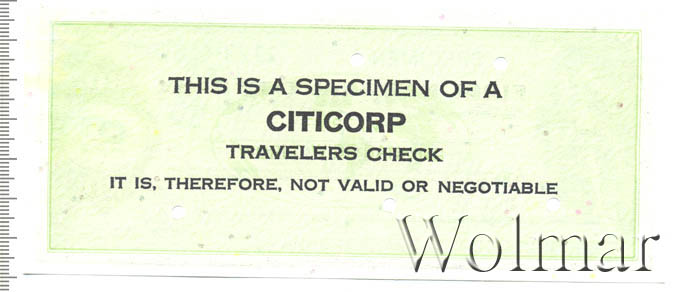 THIS IS A SPECIMEN OF A
CITICORP
TRAVELERS CHECK
IT IS, THEREFORE, NOT VALID OR NEGOTIABLE
Wolmar